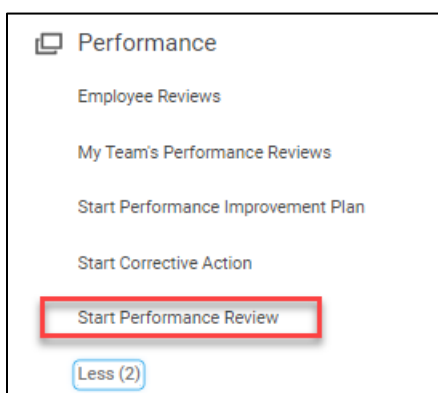 Performance
Employee Reviews
My Team's Performance Reviews
Start Performance Improvement Plan
Start Corrective Action
Start Performance Review
Less (2)